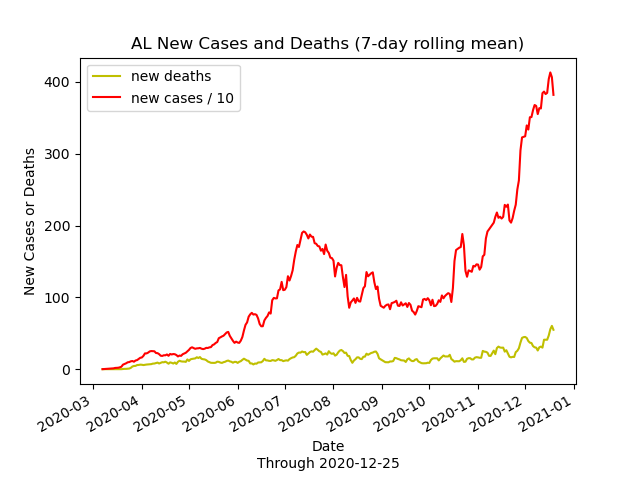 AL New Cases and Deaths (7-day rolling mean)
new deaths
new cases / 10
New Cases or Deaths
400
300
200
100
0
2020-03
2020-04
2020-05
2020-06
2020-07
2020-08
2020-09
2020-10
2020-11
2020-12
2021-01
Date
Through 2020-12-25